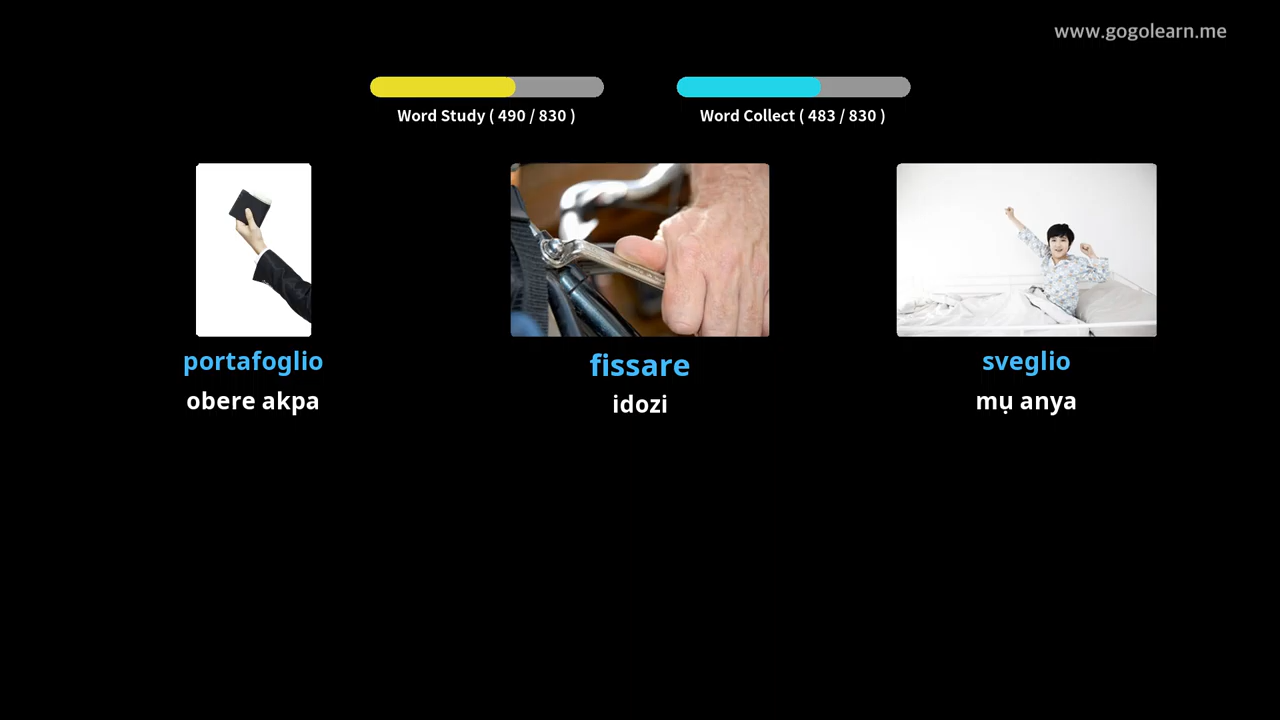 www.gogolearn.me
Word Study ( 490 / 830 )
Word Collect ( 483 / 830 )
portafoglio
obere akpa
fissare
idozi
sveglio
mụ anya